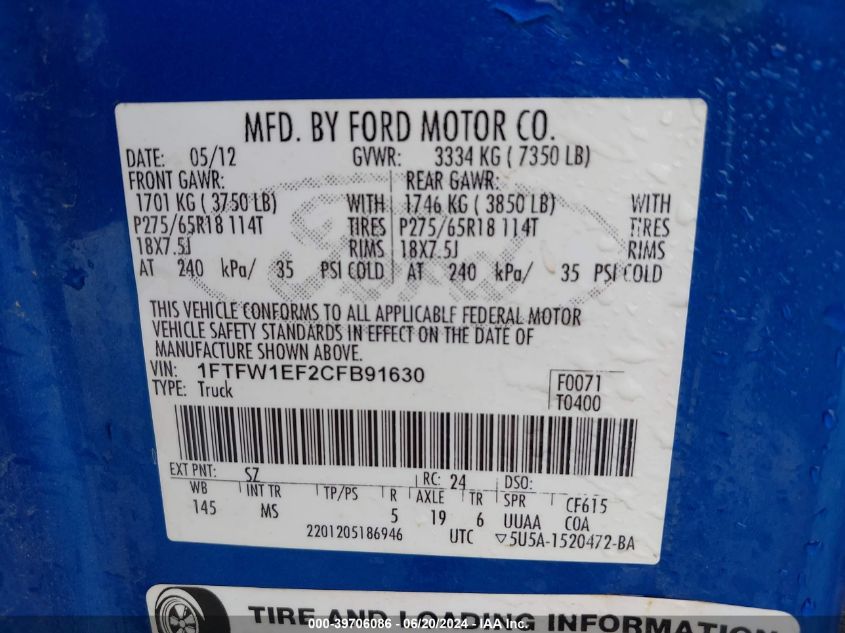 MFD. BY FORD MOTOR CO.
DATE: 05/12 GVWR: 3334 KG ( 7350 LB)
FRONT GAWR: REAR GAWR:
1701 KG ( 3750 LB) WITH 1746 KG ( 3850 LB) WITH
P275/65R18 114T TIRES P275/65R18 114T TIRES
18X7.5J RIMS 18X7.5J RIMS
AT 240 kPa/ 35 PSI COLD AT 240 kPa/ 35 PSI COLD
Ford
THIS VEHICLE CONFORMS TO ALL APPLICABLE FEDERAL MOTOR
VEHICLE SAFETY STANDARDS IN EFFECT ON THE DATE OF
MANUFACTURE SHOWN ABOVE.
VIN: 1FTFW1EF2CFB91630 F0071
TYPE: Truck T0400
EXT PNT: SZ RC: 24 DSO:
WB INT TR TP/PS R AXLE TR SPR CF615
145 MS 5 19 6 UUAA COA
2201205186946 UTC ▽5U5A-1520472-BA
TIRE AND LOADING INFORMATION
----39706086 - 06/20/2024 - IAA Inc.